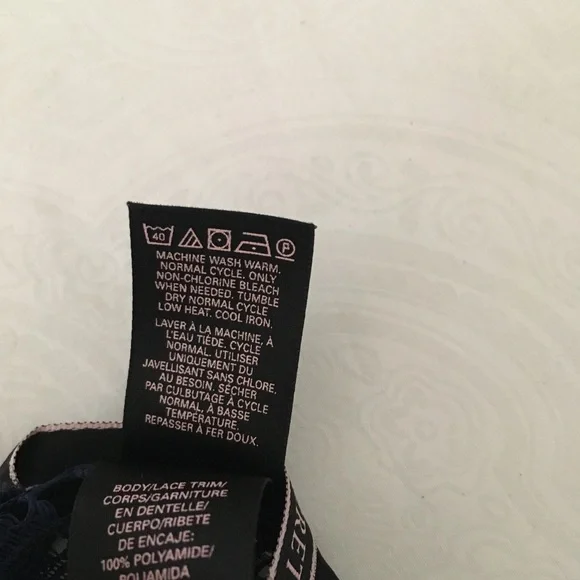 40
P
MACHINE WASH WARM.
NORMAL CYCLE. ONLY
NON-CHLORINE BLEACH
WHEN NEEDED. TUMBLE
DRY NORMAL CYCLE
LOW HEAT. COOL IRON.
LAVER À LA MACHINE, À
L'EAU TIÈDE. CYCLE
NORMAL. UTILISER
UNIQUEMENT DU
JAVELLISANT SANS CHLORE,
AU BESOIN. SÉCHER
PAR CULBUTAGE À CYCLE
NORMAL, À BASSE
TEMPÉRATURE.
REPASSER À FER DOUX.
BODY/LACE TRIM/
CORPS/GARNITURE
EN DENTELLE/
CUERPO/RIBETE
DE ENCAJE:
100% POLYAMIDE/
POLIAMIDA
RET